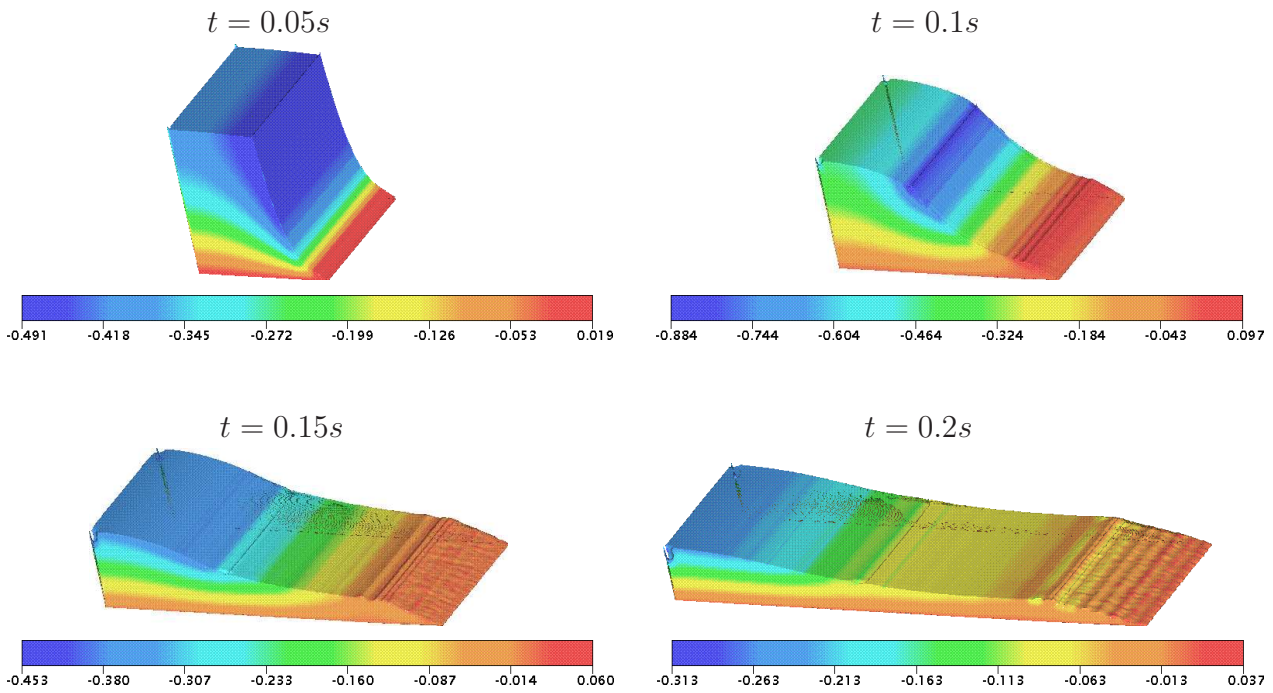 t = 0.05s
t = 0.1s
-0.491 -0.418 -0.345 -0.272 -0.199 -0.126 -0.053 0.019
-0.884 -0.744 -0.604 -0.464 -0.324 -0.184 -0.043 0.097
t = 0.15s
t = 0.2s
-0.453 -0.380 -0.307 -0.233 -0.160 -0.087 -0.014 0.060
-0.313 -0.263 -0.213 -0.163 -0.113 -0.063 -0.013 0.037